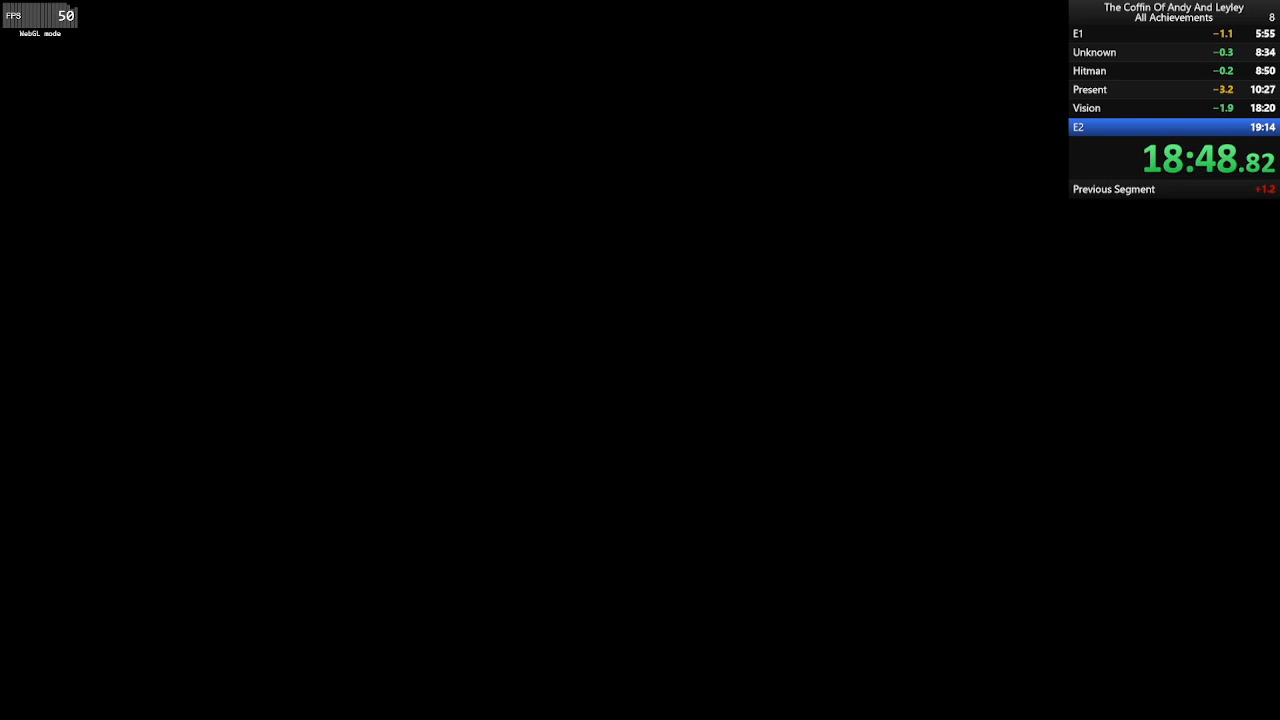 FPS 50
WebGL mode
The Coffin Of Andy And Leyley
All Achievements 8
E1 −1.1 5:55
Unknown −0.3 8:34
Hitman −0.2 8:50
Present −3.2 10:27
Vision −1.9 18:20
E2 19:14
18:48.82
Previous Segment +1.2